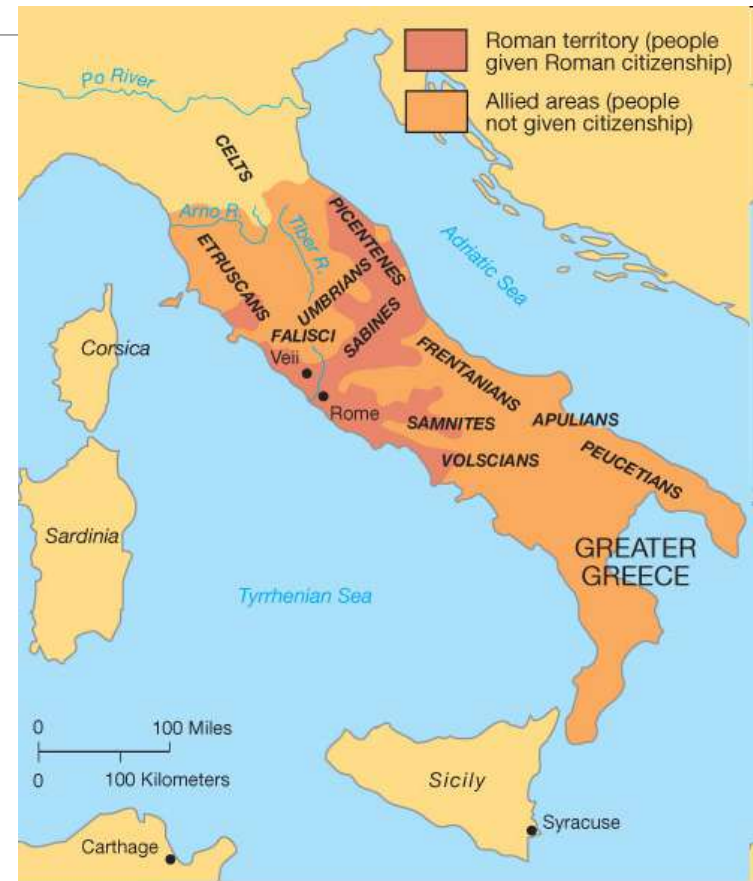 Roman territory (people
given Roman citizenship)
Allied areas (people
not given citizenship)
Po River
CELTS
Arno R.
Tiber R.
PICENTENES
Adriatic Sea
ETRUSCANS
UMBRIANS
SABINES
FALISCI
Veii
Corsica
FRENTANIANS
Rome
SAMNITES
APULIANS
VOLSCIANS
PEUCETIANS
Sardinia
GREATER
GREECE
Tyrrhenian Sea
0 100 Miles
0 100 Kilometers
Sicily
Syracuse
Carthage